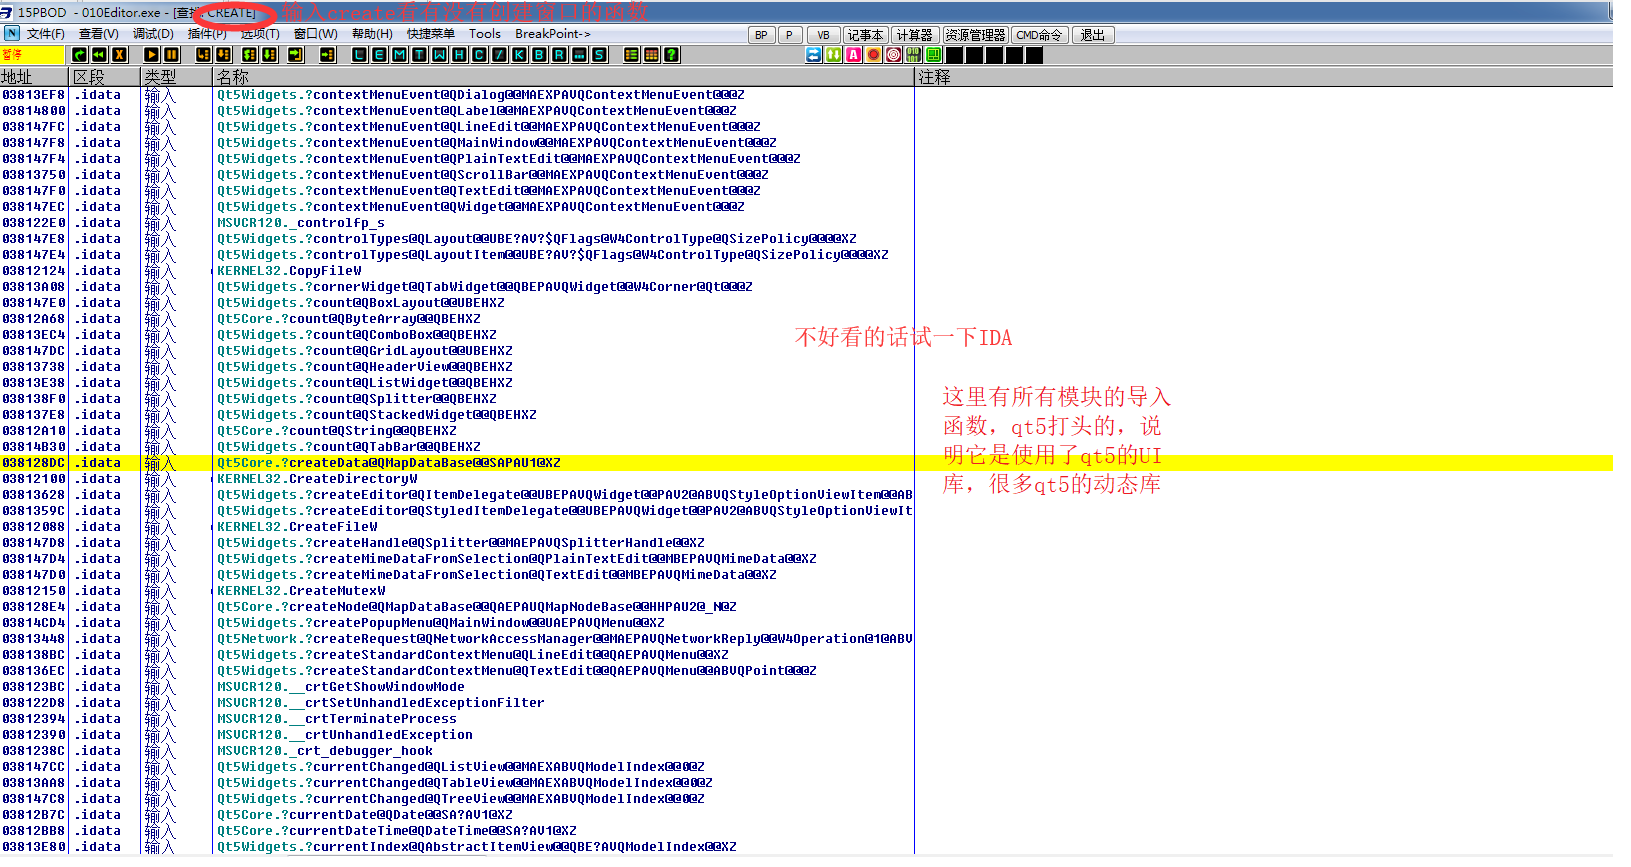 15PBOD - 010Editor.exe - [查找: CREATE]
输入create看有没有创建窗口的函数
文件(F) 查看(V) 调试(D) 插件(P) 选项(T) 窗口(W) 帮助(H) 快捷菜单 Tools BreakPoint->
BP P VB 记事本 计算器 资源管理器 CMD命令 退出
暂停
L E M T W H C / K B R ... S
地址 区段 类型 名称 注释
03813EF8 .idata 输入 Qt5Widgets.?contextMenuEvent@QDialog@@MAEXPAVQContextMenuEvent@@@Z
03814800 .idata 输入 Qt5Widgets.?contextMenuEvent@QLabel@@MAEXPAVQContextMenuEvent@@@Z
038147FC .idata 输入 Qt5Widgets.?contextMenuEvent@QLineEdit@@MAEXPAVQContextMenuEvent@@@Z
038147F8 .idata 输入 Qt5Widgets.?contextMenuEvent@QMainWindow@@MAEXPAVQContextMenuEvent@@@Z
038147F4 .idata 输入 Qt5Widgets.?contextMenuEvent@QPlainTextEdit@@MAEXPAVQContextMenuEvent@@@Z
03813750 .idata 输入 Qt5Widgets.?contextMenuEvent@QScrollBar@@MAEXPAVQContextMenuEvent@@@Z
038147F0 .idata 输入 Qt5Widgets.?contextMenuEvent@QTextEdit@@MAEXPAVQContextMenuEvent@@@Z
038147EC .idata 输入 Qt5Widgets.?contextMenuEvent@QWidget@@MAEXPAVQContextMenuEvent@@@Z
038122E0 .idata 输入 MSVCR120._controlfp_s
038147E8 .idata 输入 Qt5Widgets.?controlTypes@QLayout@@UBE?AV?$QFlags@W4ControlType@QSizePolicy@@@@XZ
038147E4 .idata 输入 Qt5Widgets.?controlTypes@QLayoutItem@@UBE?AV?$QFlags@W4ControlType@QSizePolicy@@@@XZ
03812124 .idata 输入 KERNEL32.CopyFileW
03813A08 .idata 输入 Qt5Widgets.?cornerWidget@QTabWidget@@QBEPAVQWidget@@W4Corner@Qt@@@Z
038147E0 .idata 输入 Qt5Widgets.?count@QBoxLayout@@UBEHXZ
03812A68 .idata 输入 Qt5Core.?count@QByteArray@@QBEHXZ
03813EC4 .idata 输入 Qt5Widgets.?count@QComboBox@@QBEHXZ
038147DC .idata 输入 Qt5Widgets.?count@QGridLayout@@UBEHXZ
03813738 .idata 输入 Qt5Widgets.?count@QHeaderView@@QBEHXZ
03813E38 .idata 输入 Qt5Widgets.?count@QListWidget@@QBEHXZ
038138F0 .idata 输入 Qt5Widgets.?count@QSplitter@@QBEHXZ
038137E8 .idata 输入 Qt5Widgets.?count@QStackedWidget@@QBEHXZ
03812A10 .idata 输入 Qt5Core.?count@QString@@QBEHXZ
03814B30 .idata 输入 Qt5Widgets.?count@QTabBar@@QBEHXZ
038128DC .idata 输入 Qt5Core.?createData@QMapDataBase@@SAPAU1@XZ
03812100 .idata 输入 KERNEL32.CreateDirectoryW
03813628 .idata 输入 Qt5Widgets.?createEditor@QItemDelegate@@UBEPAVQWidget@@PAV2@ABVQStyleOptionViewItem@@AB
0381359C .idata 输入 Qt5Widgets.?createEditor@QStyledItemDelegate@@UBEPAVQWidget@@PAV2@ABVQStyleOptionViewIt
03812088 .idata 输入 KERNEL32.CreateFileW
038147D8 .idata 输入 Qt5Widgets.?createHandle@QSplitter@@MAEPAVQSplitterHandle@@XZ
038147D4 .idata 输入 Qt5Widgets.?createMimeDataFromSelection@QPlainTextEdit@@MBEPAVQMimeData@@XZ
038147D0 .idata 输入 Qt5Widgets.?createMimeDataFromSelection@QTextEdit@@MBEPAVQMimeData@@XZ
03812150 .idata 输入 KERNEL32.CreateMutexW
038128E4 .idata 输入 Qt5Core.?createNode@QMapDataBase@@QAEPAUQMapNodeBase@@HHPAU2@_N@Z
03814CD4 .idata 输入 Qt5Widgets.?createPopupMenu@QMainWindow@@UAEPAVQMenu@@XZ
03813448 .idata 输入 Qt5Network.?createRequest@QNetworkAccessManager@@MAEPAVQNetworkReply@@W4Operation@1@ABV
038138BC .idata 输入 Qt5Widgets.?createStandardContextMenu@QLineEdit@@QAEPAVQMenu@@XZ
038136EC .idata 输入 Qt5Widgets.?createStandardContextMenu@QTextEdit@@QAEPAVQMenu@@ABVQPoint@@@Z
038123BC .idata 输入 MSVCR120.__crtGetShowWindowMode
038122D8 .idata 输入 MSVCR120.__crtSetUnhandledExceptionFilter
03812394 .idata 输入 MSVCR120.__crtTerminateProcess
03812390 .idata 输入 MSVCR120.__crtUnhandledException
0381238C .idata 输入 MSVCR120._crt_debugger_hook
038147CC .idata 输入 Qt5Widgets.?currentChanged@QListView@@MAEXABVQModelIndex@@0@Z
03813AA8 .idata 输入 Qt5Widgets.?currentChanged@QTableView@@MAEXABVQModelIndex@@0@Z
038147C8 .idata 输入 Qt5Widgets.?currentChanged@QTreeView@@MAEXABVQModelIndex@@0@Z
03812B7C .idata 输入 Qt5Core.?currentDate@QDate@@SA?AV1@XZ
03812BB8 .idata 输入 Qt5Core.?currentDateTime@QDateTime@@SA?AV1@XZ
03813E80 .idata 输入 Qt5Widgets.?currentIndex@QAbstractItemView@@QBE?AVQModelIndex@@XZ
不好看的话试一下IDA
这里有所有模块的导入
函数，qt5打头的，说
明它是使用了qt5的UI
库，很多qt5的动态库